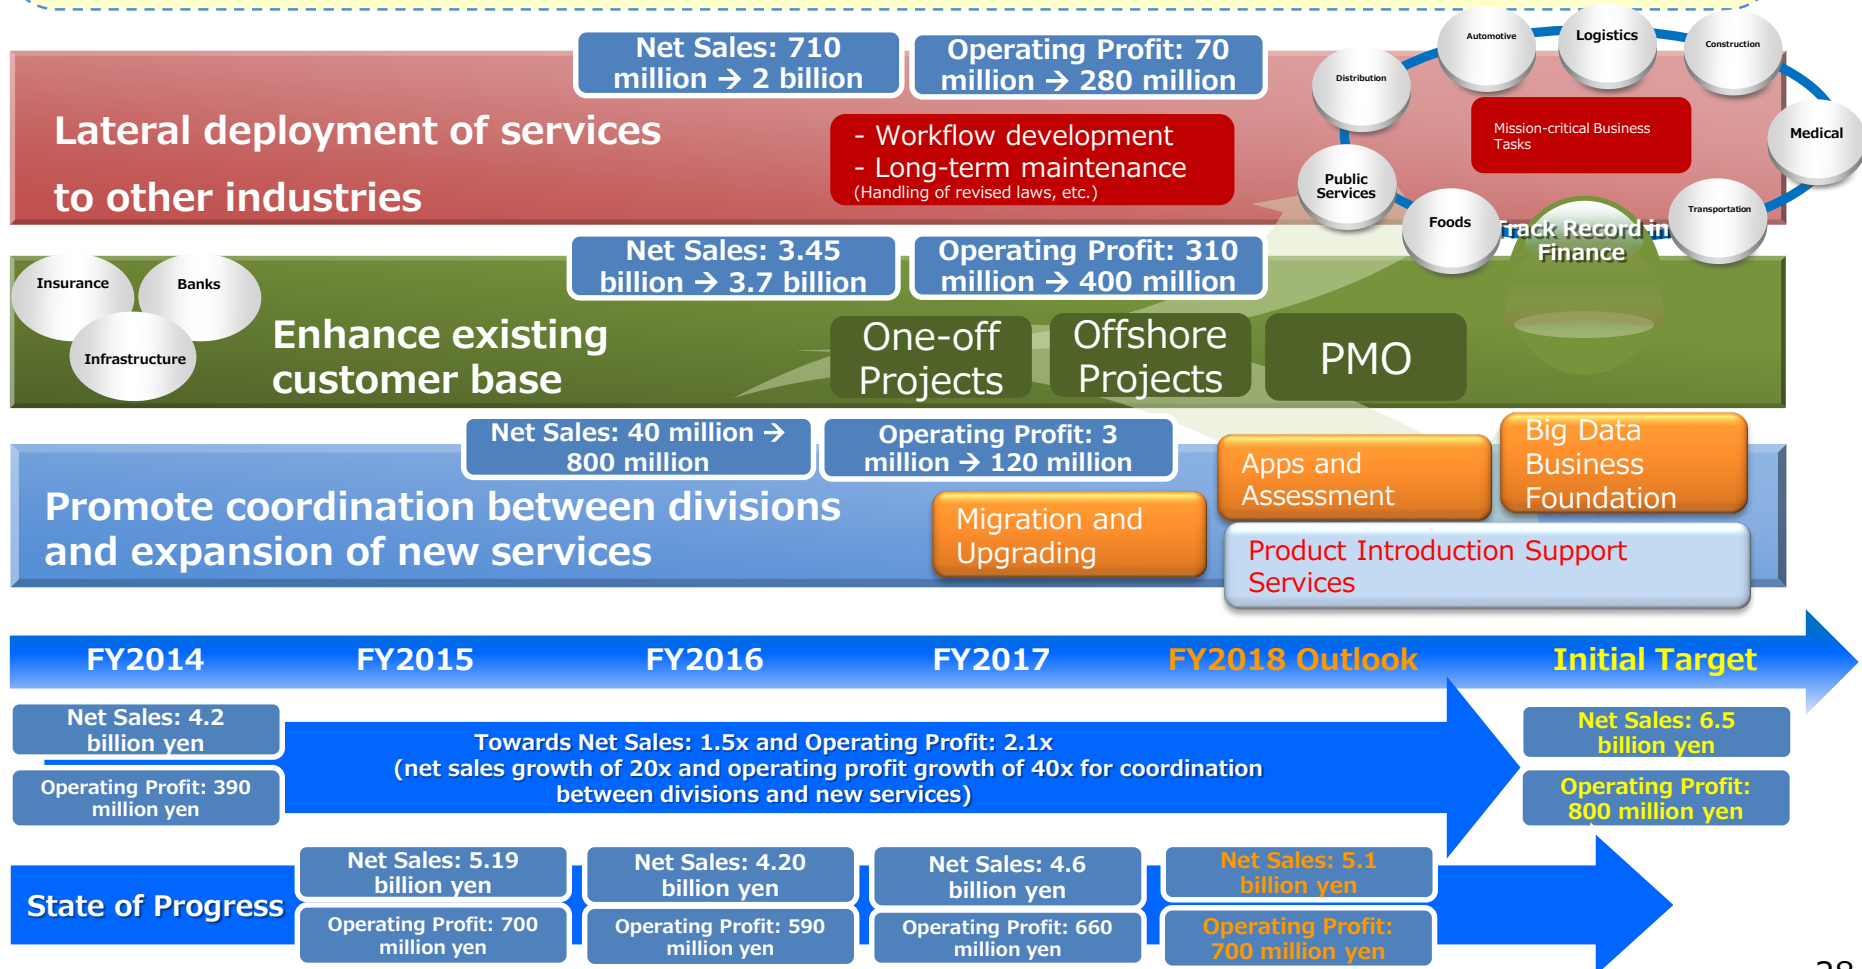 Net Sales: 710
million → 2 billion
Operating Profit: 70
million → 280 million
Lateral deployment of services
to other industries
- Workflow development
- Long-term maintenance
(Handling of revised laws, etc.)
Automotive
Logistics
Construction
Distribution
Mission-critical Business
Tasks
Medical
Public
Services
Foods
Transportation
Track Record in
Finance
Net Sales: 3.45
billion → 3.7 billion
Operating Profit: 310
million → 400 million
Insurance
Banks
Infrastructure
Enhance existing
customer base
One-off
Projects
Offshore
Projects
PMO
Net Sales: 40 million →
800 million
Operating Profit: 3
million → 120 million
Promote coordination between divisions
and expansion of new services
Migration and
Upgrading
Apps and
Assessment
Big Data
Business
Foundation
Product Introduction Support
Services
FY2014
FY2015
FY2016
FY2017
FY2018 Outlook
Initial Target
Net Sales: 4.2
billion yen
Operating Profit: 390
million yen
Towards Net Sales: 1.5x and Operating Profit: 2.1x
(net sales growth of 20x and operating profit growth of 40x for coordination
between divisions and new services)
Net Sales: 6.5
billion yen
Operating Profit:
800 million yen
State of Progress
Net Sales: 5.19
billion yen
Operating Profit: 700
million yen
Net Sales: 4.20
billion yen
Operating Profit: 590
million yen
Net Sales: 4.6
billion yen
Operating Profit: 660
million yen
Net Sales: 5.1
billion yen
Operating Profit:
700 million yen